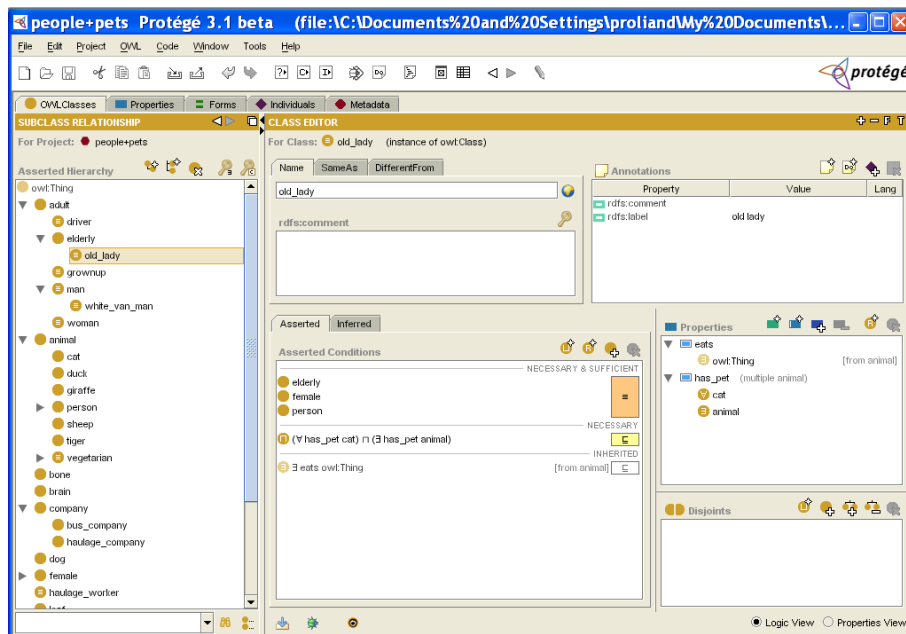 people+pets Protégé 3.1 beta (file:\C:\Documents%20and%20Settings\proliand\My%20Documents\...
File Edit Project OWL Code Window Tools Help
protégé
OWLClasses Properties Forms Individuals Metadata
SUBCLASS RELATIONSHIP
For Project: people+pets
Asserted Hierarchy
owl:Thing
adult
driver
elderly
old_lady
grownup
man
white_van_man
woman
animal
cat
duck
giraffe
person
sheep
tiger
vegetarian
bone
brain
company
bus_company
haulage_company
dog
female
haulage_worker
leaf
CLASS EDITOR
For Class: old_lady (instance of owl:Class)
Name SameAs DifferentFrom
old_lady
rdfs:comment
Annotations
Property Value Lang
rdfs:comment
rdfs:label old lady
Asserted Inferred
Asserted Conditions
NECESSARY & SUFFICIENT
elderly
female
person
≡
NECESSARY
(∀ has_pet cat) ⊓ (∃ has_pet animal)
⊑
INHERITED
∃ eats owl:Thing [from animal] ⊑
Properties
eats
owl:Thing [from animal]
has_pet (multiple animal)
cat
animal
Disjoints
Logic View Properties View